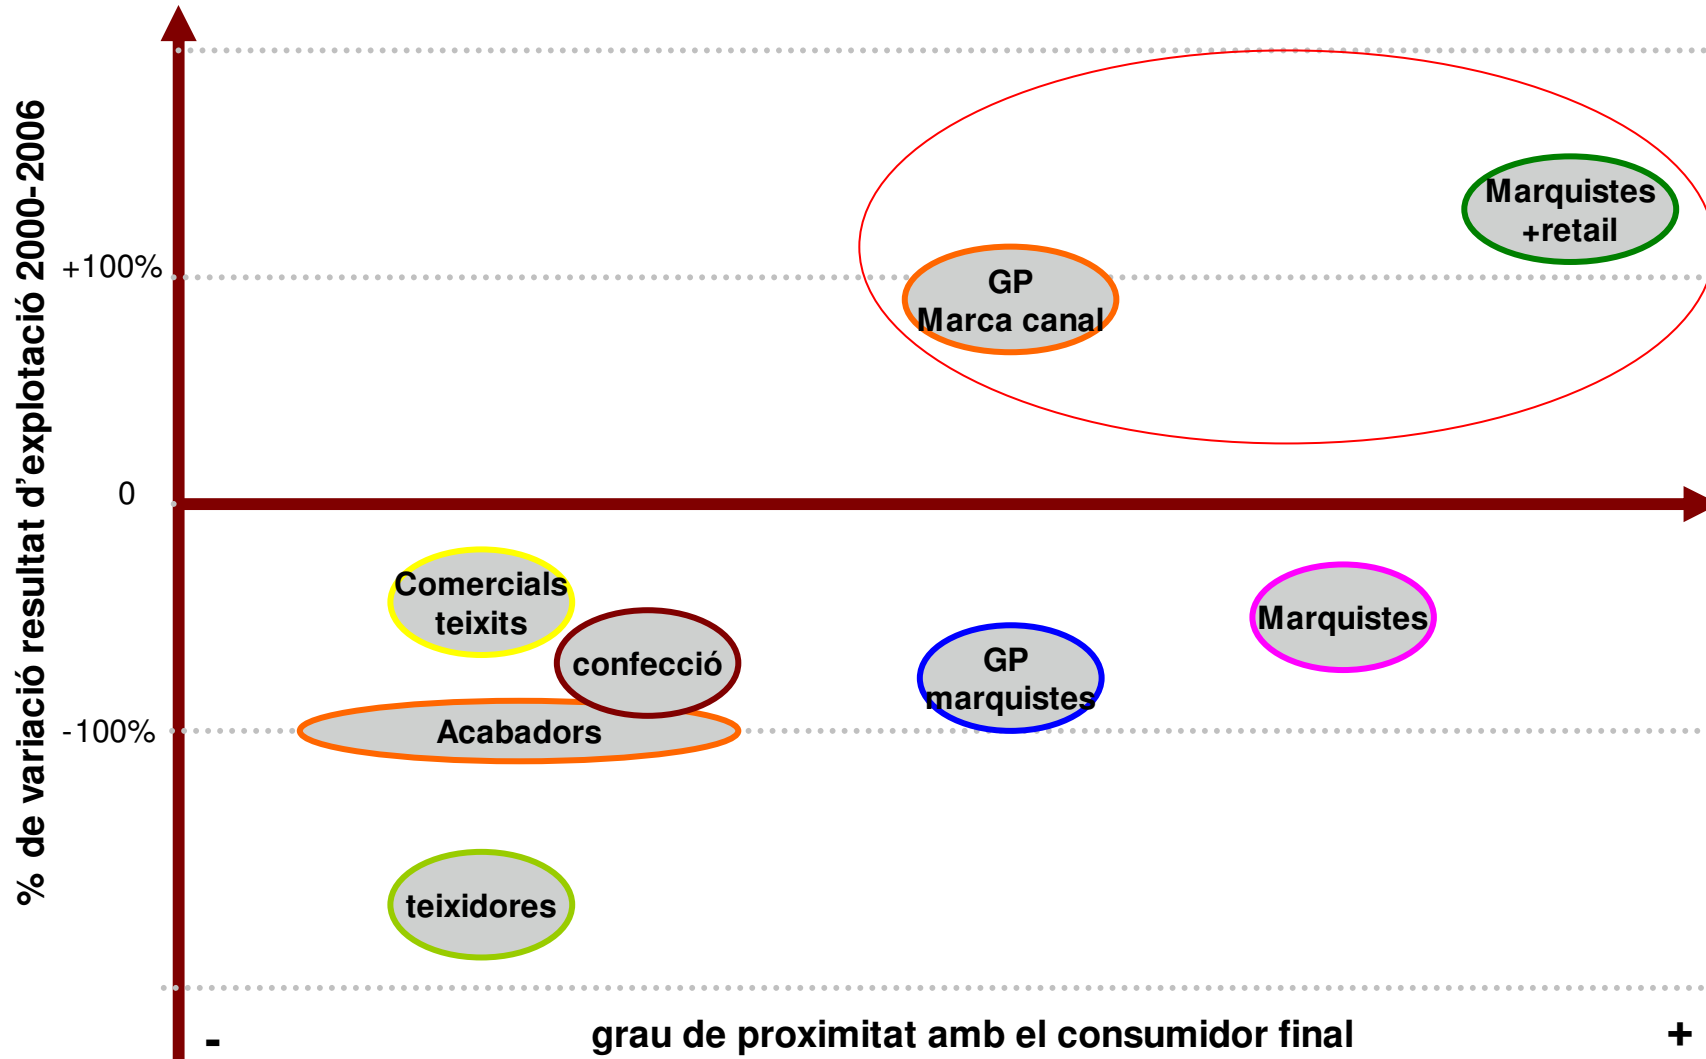 % de variació resultat d'explotació 2000-2006
Marquistes
+retail
+100%
GP
Marca canal
0
Comercials
teixits
Marquistes
confecció
GP
marquistes
-100%
Acabadors
teixidores
-
grau de proximitat amb el consumidor final
+